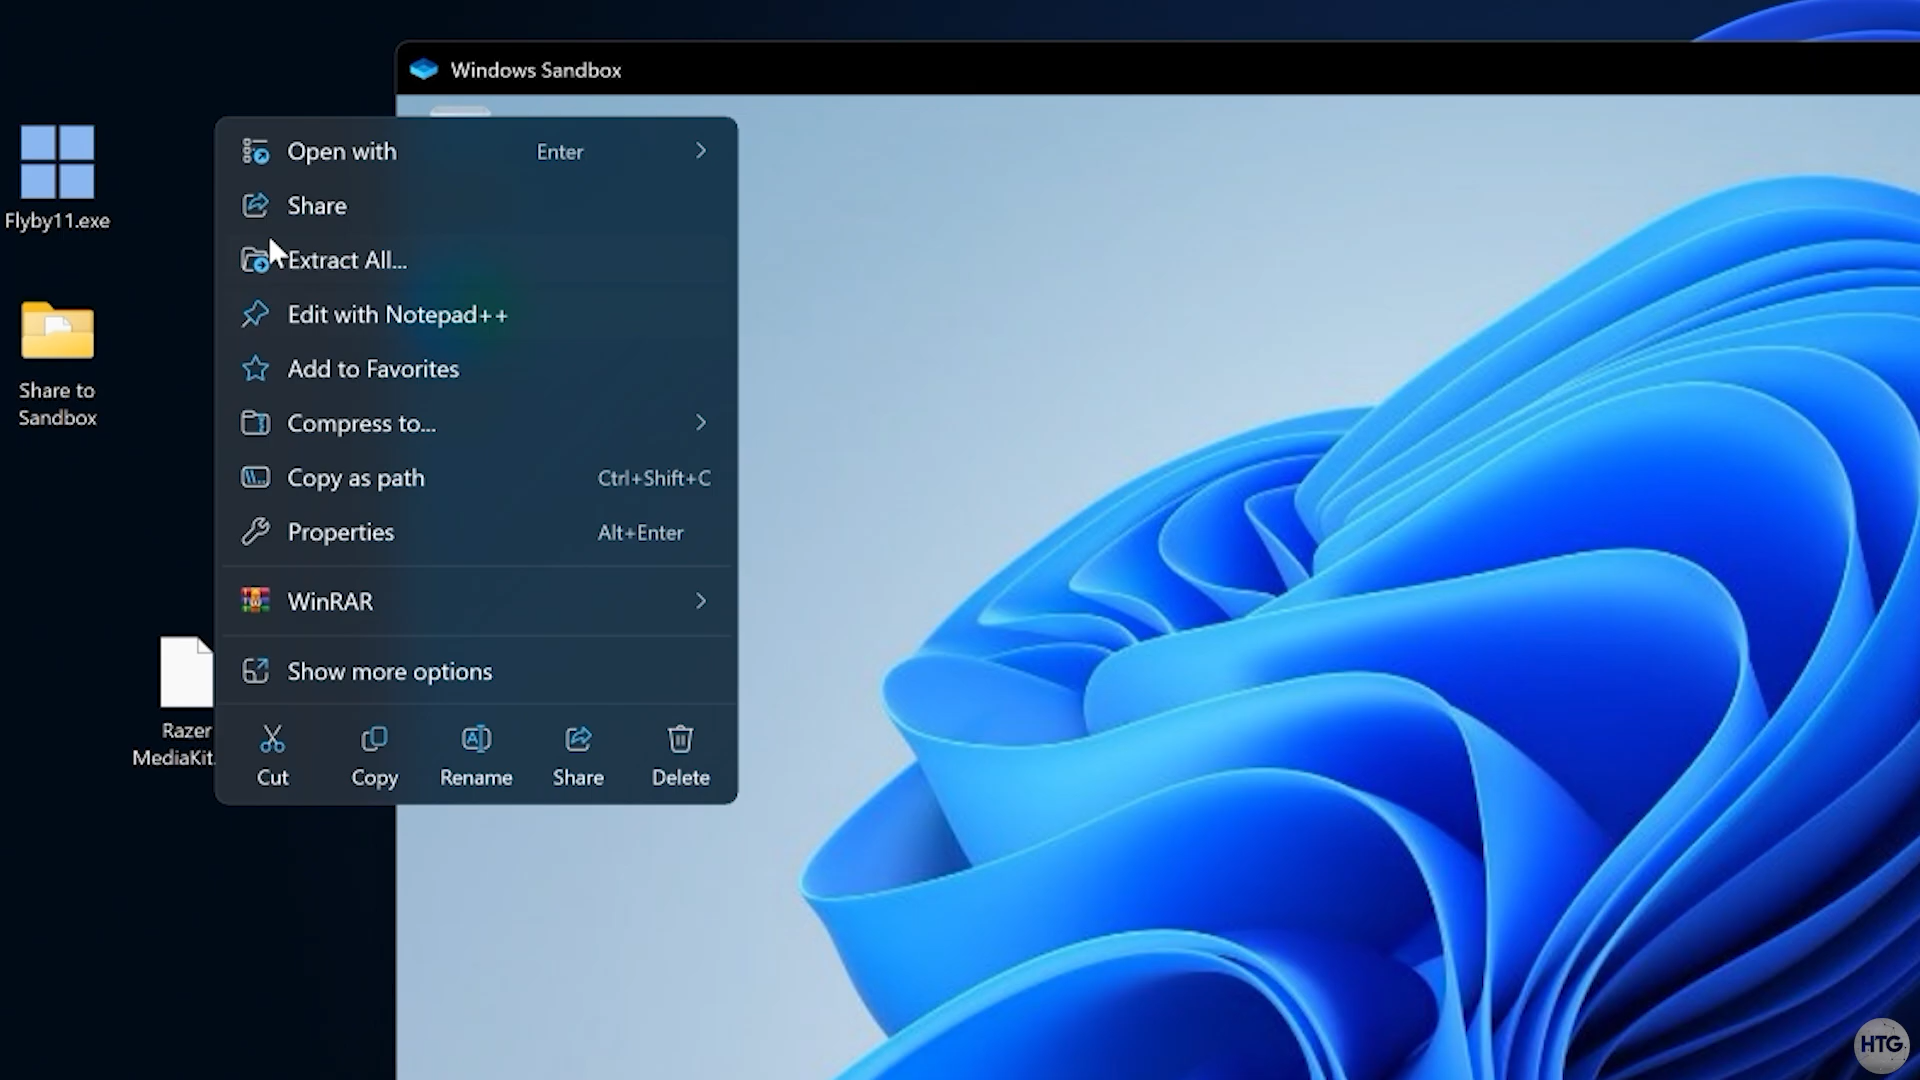 Windows Sandbox
Flyby11.exe
Share to
Sandbox
Razer
MediaKit.
Open with Enter
Share
Extract All...
Edit with Notepad++
Add to Favorites
Compress to...
Copy as path Ctrl+Shift+C
Properties Alt+Enter
WinRAR
Show more options
Cut Copy Rename Share Delete
HTG